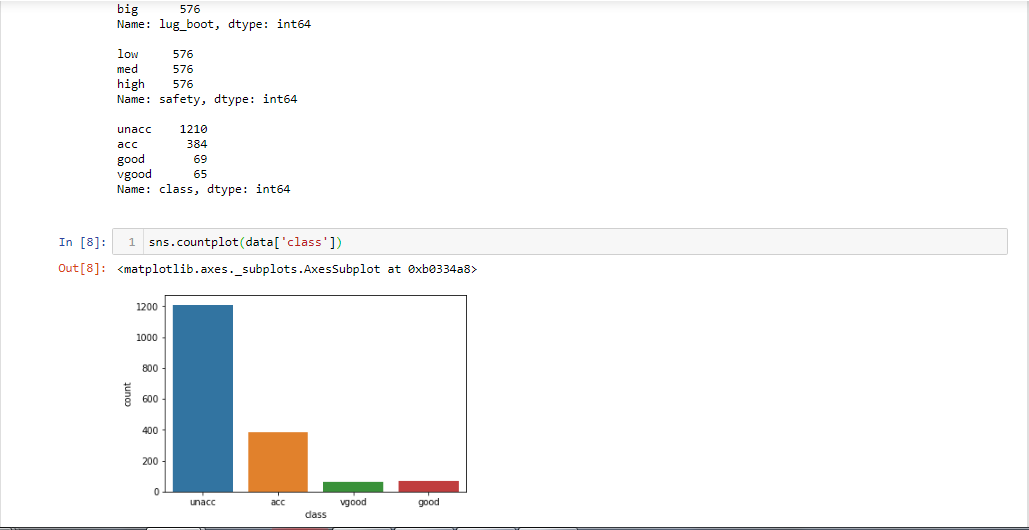 big 576
Name: lug_boot, dtype: int64
low 576
med 576
high 576
Name: safety, dtype: int64
unacc 1210
acc 384
good 69
vgood 65
Name: class, dtype: int64
In [8]: 1 sns.countplot(data['class'])
Out[8]: <matplotlib.axes._subplots.AxesSubplot at 0xb0334a8>
1200
1000
800
600
400
200
0
count
unacc acc vgood good
class